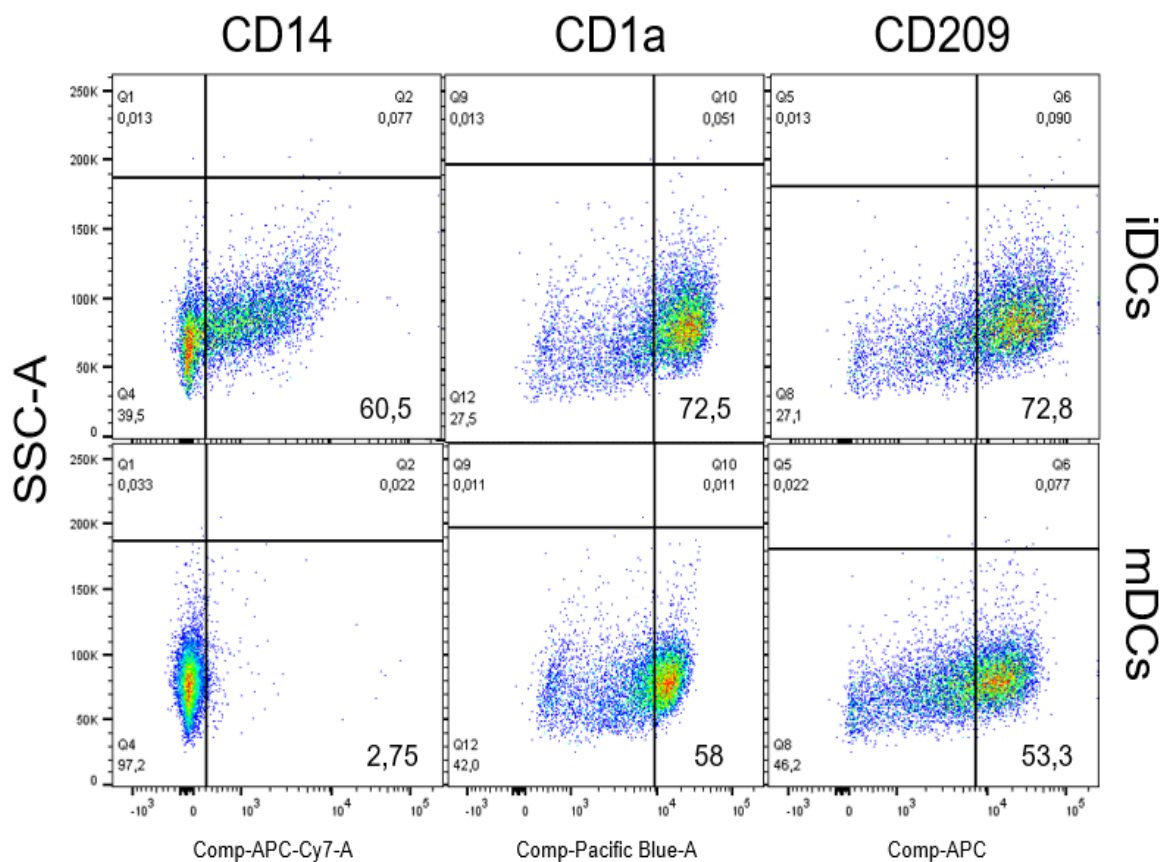 CD14 CD1a CD209
250K
200K
150K
100K
50K
0
Q1
0,013
Q2
0,077
Q4
39,5
60,5
Q9
0,013
Q10
0,051
Q12
27,5
72,5
Q5
0,013
Q6
0,090
Q8
27,1
72,8
iDCs
SSC-A
250K
200K
150K
100K
50K
0
Q1
0,033
Q2
0,022
Q4
97,2
2,75
Q9
0,011
Q10
0,011
Q12
42,0
58
Q5
0,022
Q6
0,077
Q8
46,2
53,3
mDCs
-10³ 0 10³ 10⁴ 10⁵
-10³ 0 10³ 10⁴ 10⁵
-10³ 0 10³ 10⁴ 10⁵
Comp-APC-Cy7-A Comp-Pacific Blue-A Comp-APC